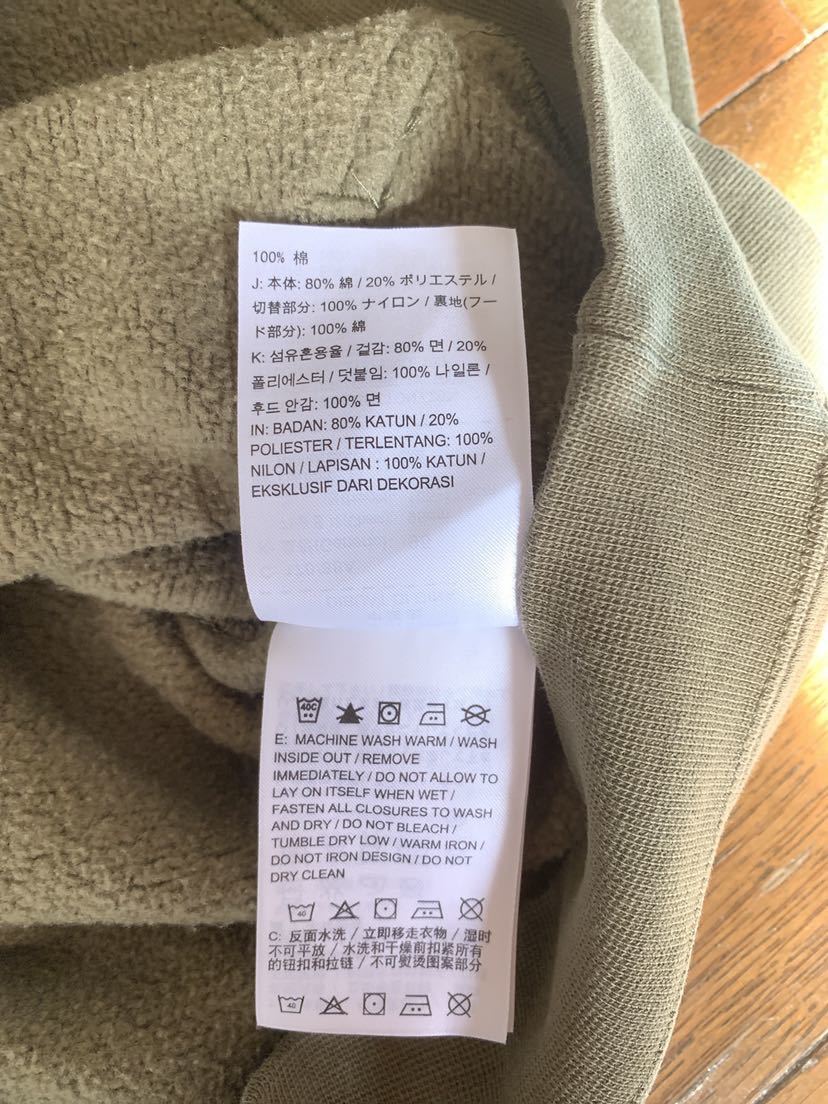 100% 棉
J: 本体: 80% 綿 / 20% ポリエステル /
切替部分: 100% ナイロン / 裏地(フー
ド部分): 100% 綿
K: 섬유혼용율 / 겉감: 80% 면 / 20%
폴리에스터 / 덧붙임: 100% 나일론 /
후드 안감: 100% 면
IN: BADAN: 80% KATUN / 20%
POLIESTER / TERLENTANG: 100%
NILON / LAPISAN : 100% KATUN /
EKSKLUSIF DARI DEKORASI
40C
E: MACHINE WASH WARM / WASH
INSIDE OUT / REMOVE
IMMEDIATELY / DO NOT ALLOW TO
LAY ON ITSELF WHEN WET /
FASTEN ALL CLOSURES TO WASH
AND DRY / DO NOT BLEACH /
TUMBLE DRY LOW / WARM IRON /
DO NOT IRON DESIGN / DO NOT
DRY CLEAN
40
C: 反面水洗 / 立即移走衣物 / 湿时
不可平放 / 水洗和干燥前扣紧所有
的钮扣和拉链 / 不可熨烫图案部分
40